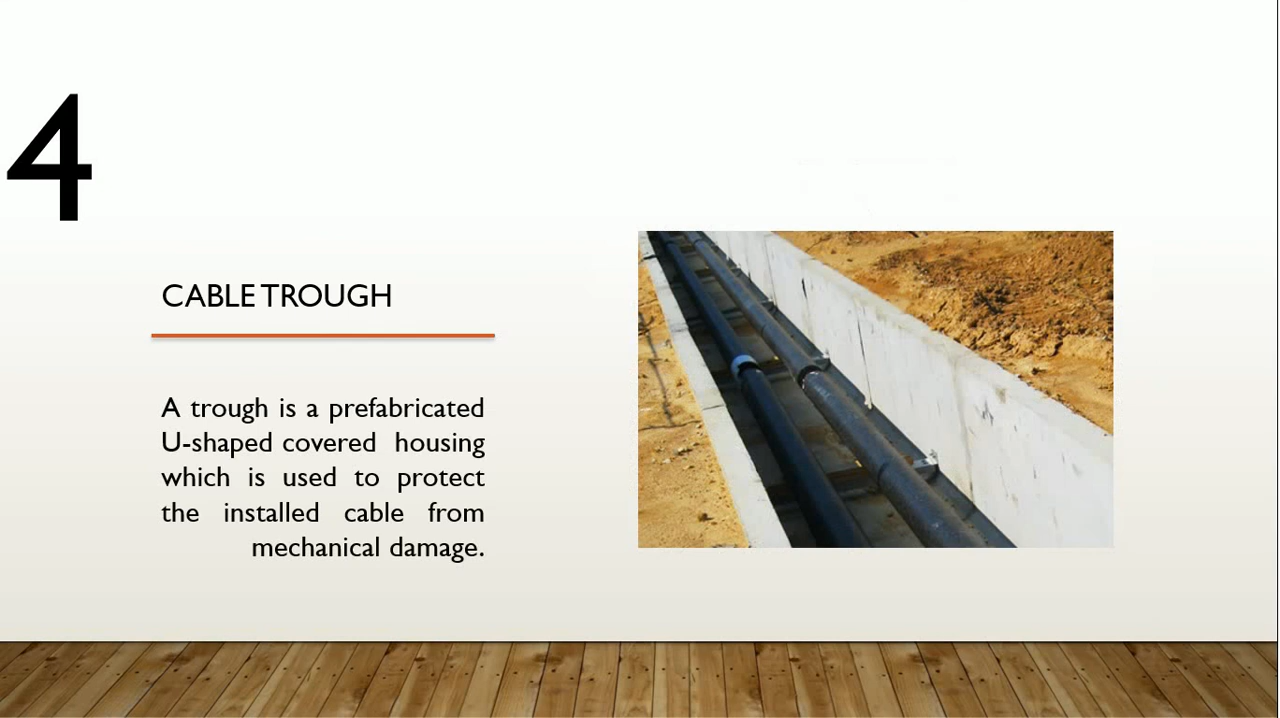 4
CABLE TROUGH
A trough is a prefabricated
U-shaped covered housing
which is used to protect
the installed cable from
mechanical damage.